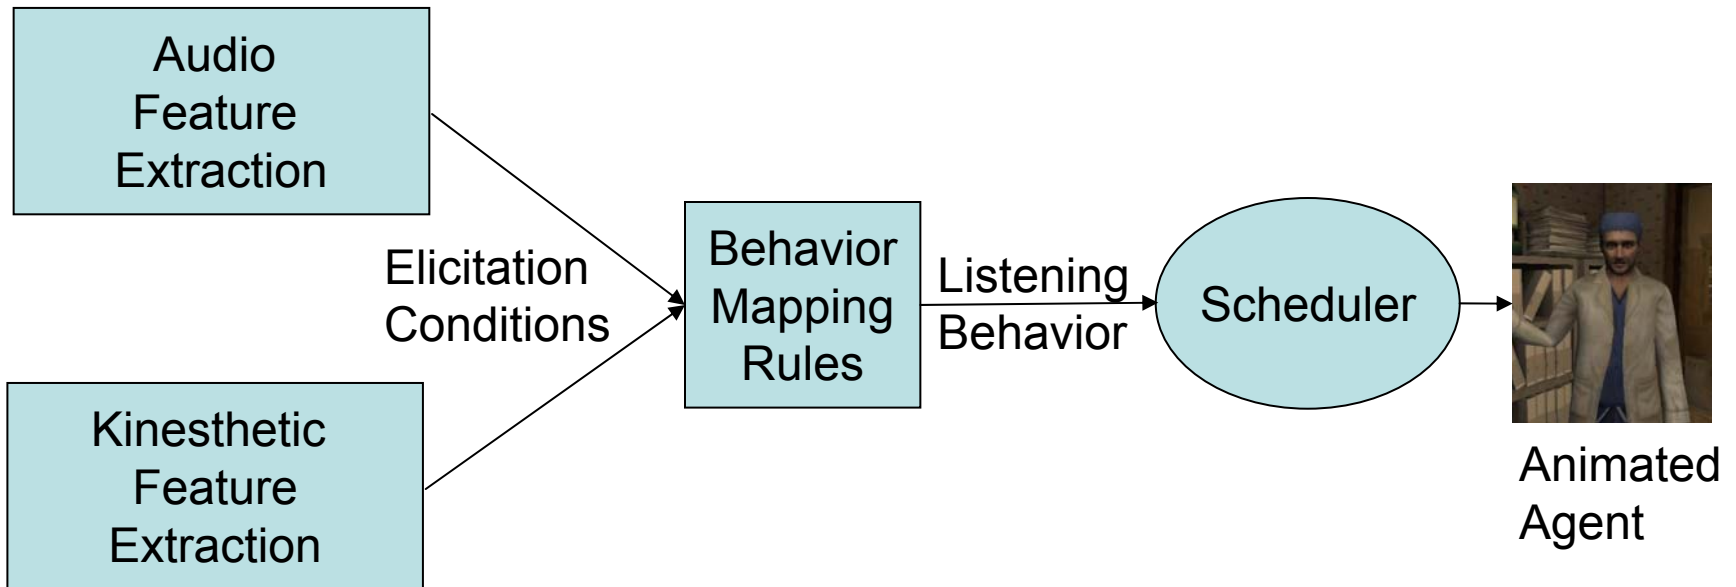 Audio
Feature
Extraction
Kinesthetic
Feature
Extraction
Elicitation
Conditions
Behavior
Mapping
Rules
Listening
Behavior
Scheduler
Animated
Agent